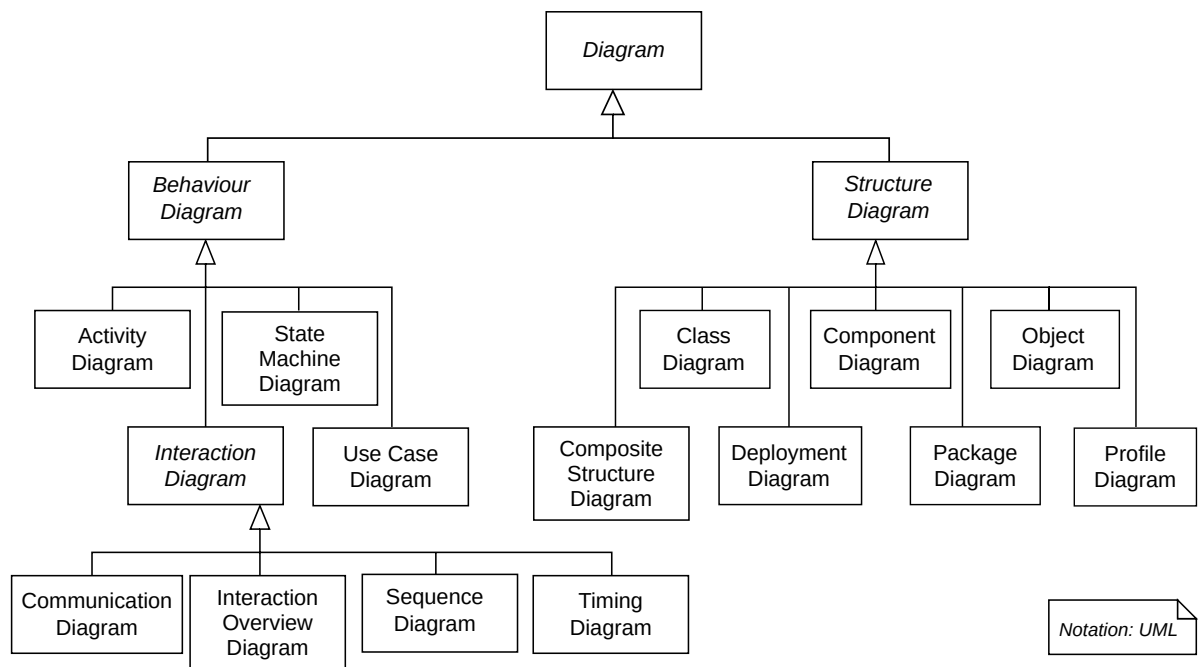 Diagram
Behaviour
Diagram
Structure
Diagram
Activity
Diagram
State
Machine
Diagram
Class
Diagram
Component
Diagram
Object
Diagram
Interaction
Diagram
Use Case
Diagram
Composite
Structure
Diagram
Deployment
Diagram
Package
Diagram
Profile
Diagram
Communication
Diagram
Interaction
Overview
Diagram
Sequence
Diagram
Timing
Diagram
Notation: UML